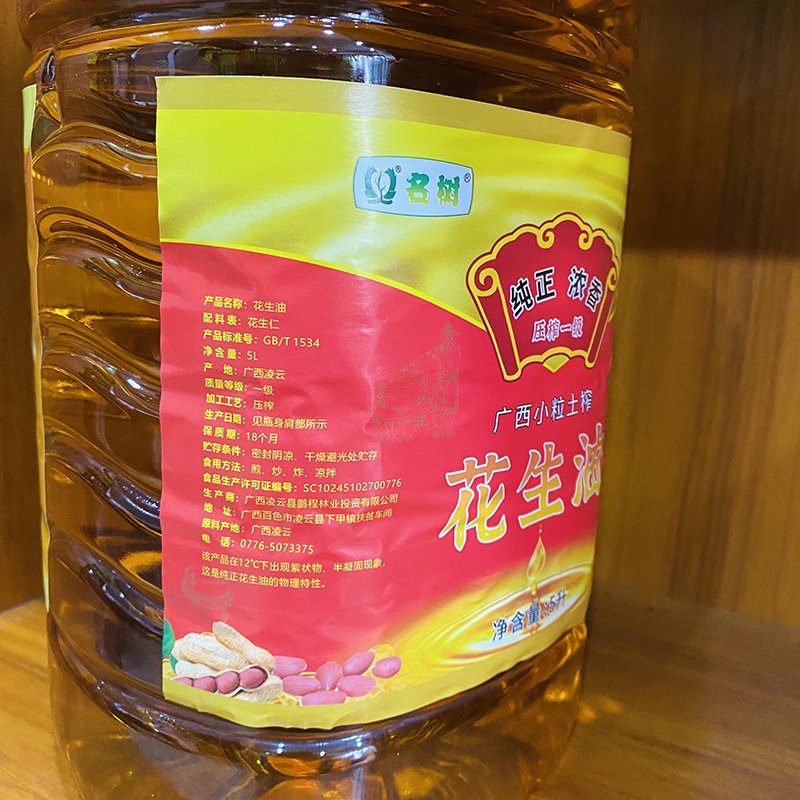 名树
纯正 浓香
压榨一级
广西小粒土榨
花生油
净含量:5升
产品名称：花生油
配 料 表：花生仁
产品标准号：GB/T 1534
净 含 量：5L
产    地：广西凌云
质量等级：一级
加工工艺：压榨
生产日期：见瓶身肩部所示
保 质 期：18个月
贮存条件：密封阴凉、干燥避光处贮存
食用方法：煎、炒、炸、凉拌
食品生产许可证编号：SC10245102700776
生 产 商：广西凌云县鹏程林业投资有限公司
地    址：广西百色市凌云县下甲镇扶贫车间
原料产地：广西凌云
电    话：0776-5073375
该产品在12℃下出现絮状物、半凝固现象，
这是纯正花生油的物理特性。